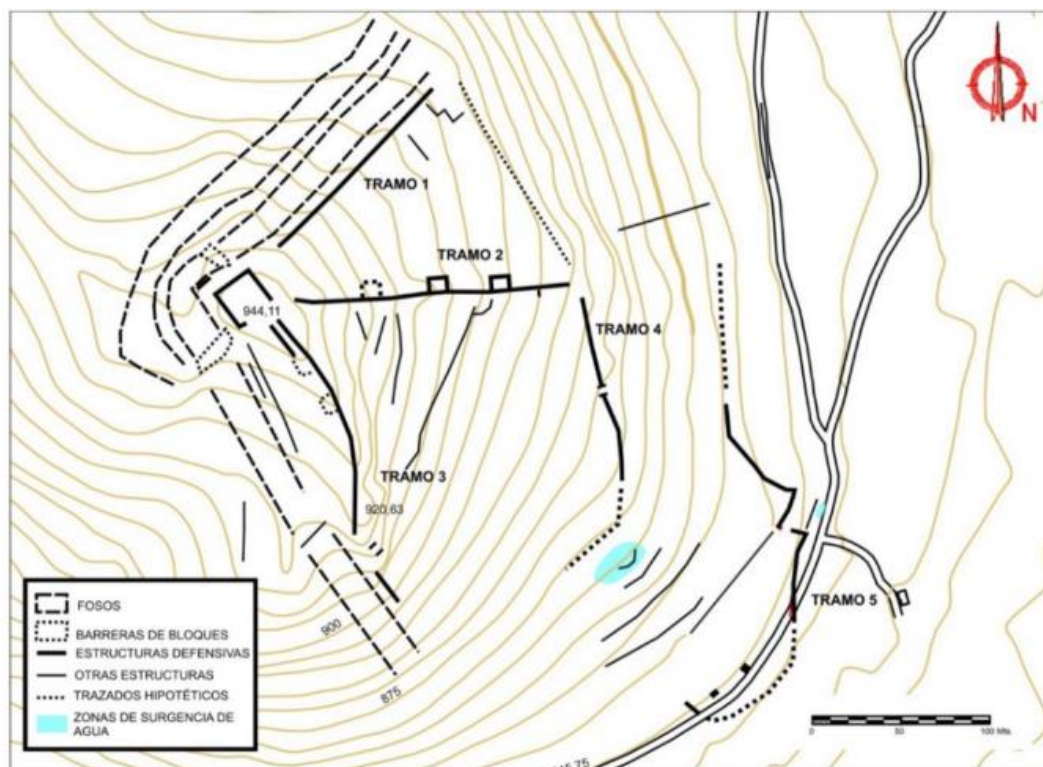 N
TRAMO 1
TRAMO 2
944,11
TRAMO 4
TRAMO 3
920,63
TRAMO 5
900
875
FOSOS
BARRERAS DE BLOQUES
ESTRUCTURAS DEFENSIVAS
OTRAS ESTRUCTURAS
TRAZADOS HIPOTÉTICOS
ZONAS DE SURGENCIA DE
AGUA
0 50 100 Mts.